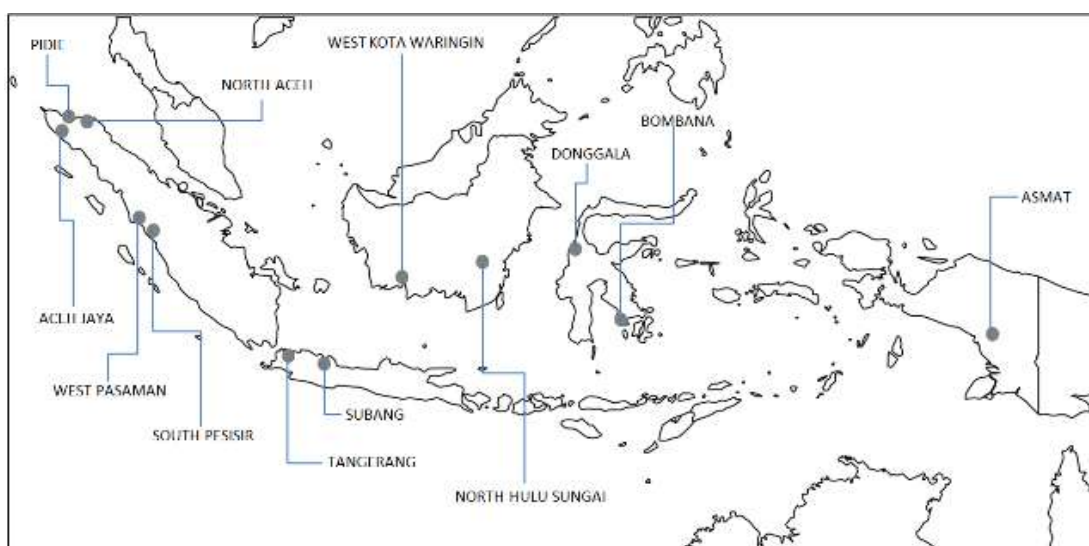 PIDIE
WEST KOTA WARINGIN
NORTH ACEH
BOMBANA
DONGGALA
ASMAT
ACEH JAYA
WEST PASAMAN
SUBANG
SOUTH PESISIR
TANGERANG
NORTH HULU SUNGAI